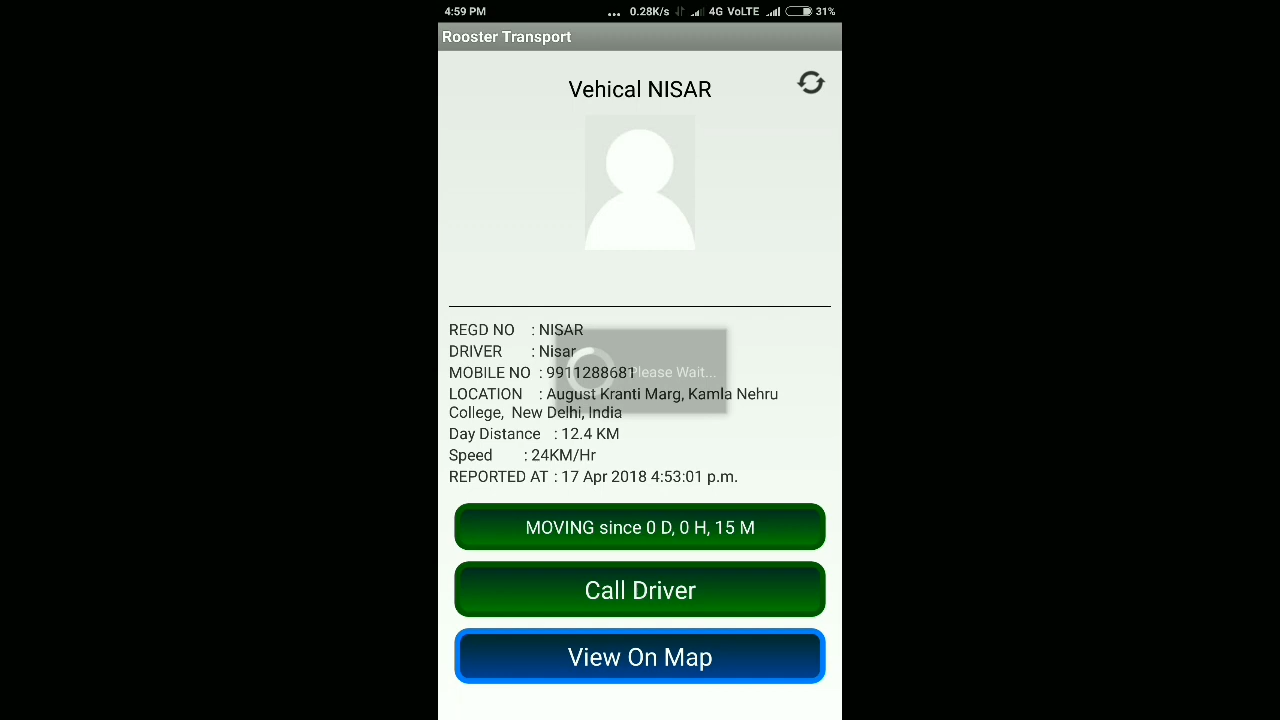 4:59 PM ... 0.28K/s 4G VoLTE 31%
Rooster Transport
Vehical NISAR
REGD NO : NISAR
DRIVER : Nisar
MOBILE NO : 9911288681
Please Wait...
LOCATION : August Kranti Marg, Kamla Nehru
College, New Delhi, India
Day Distance : 12.4 KM
Speed : 24KM/Hr
REPORTED AT : 17 Apr 2018 4:53:01 p.m.
MOVING since 0 D, 0 H, 15 M
Call Driver
View On Map